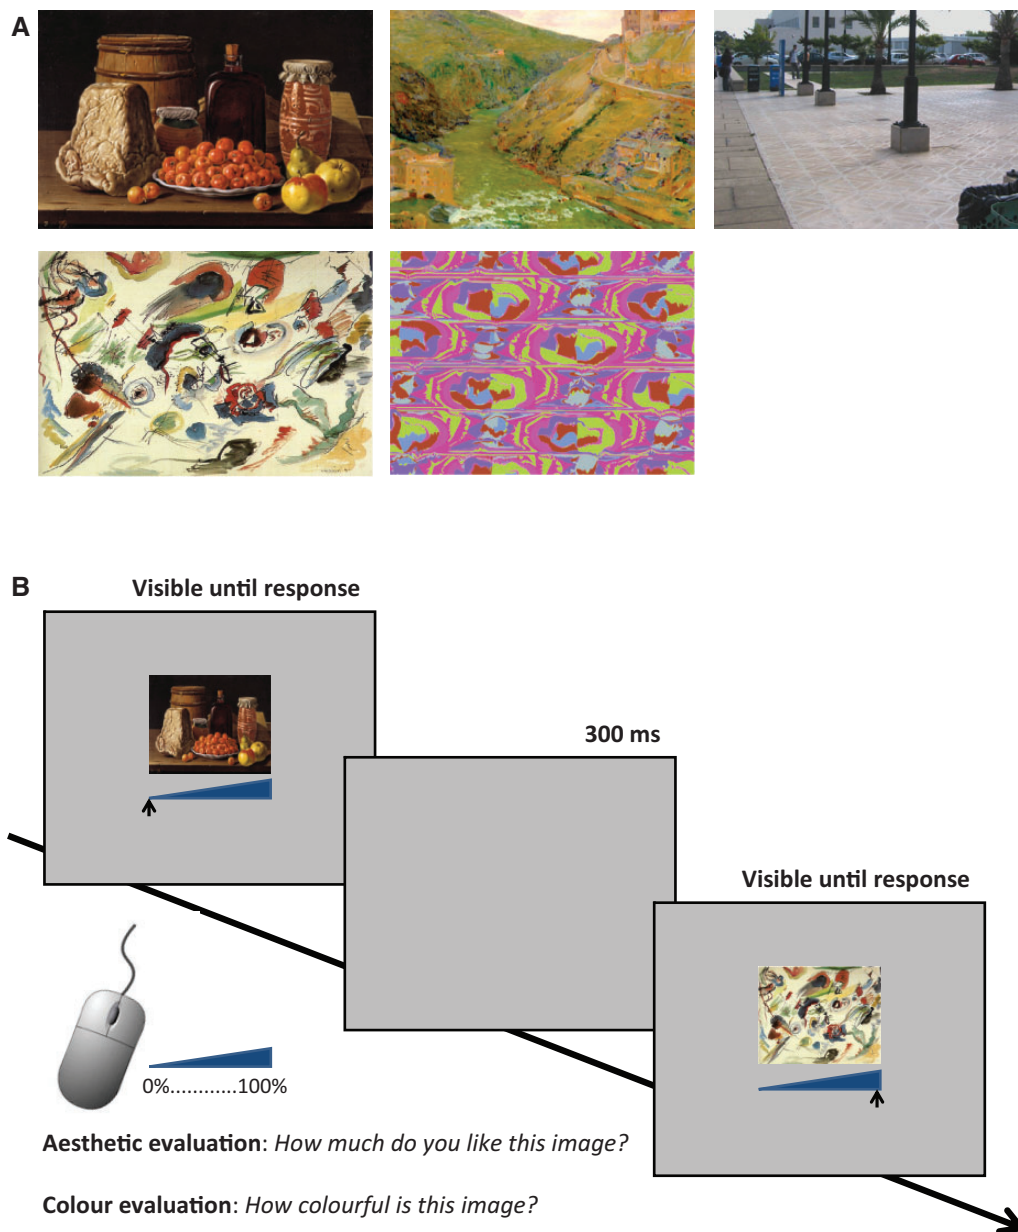 A
B
Visible until response
300 ms
Visible until response
0%............100%
Aesthetic evaluation: How much do you like this image?
Colour evaluation: How colourful is this image?